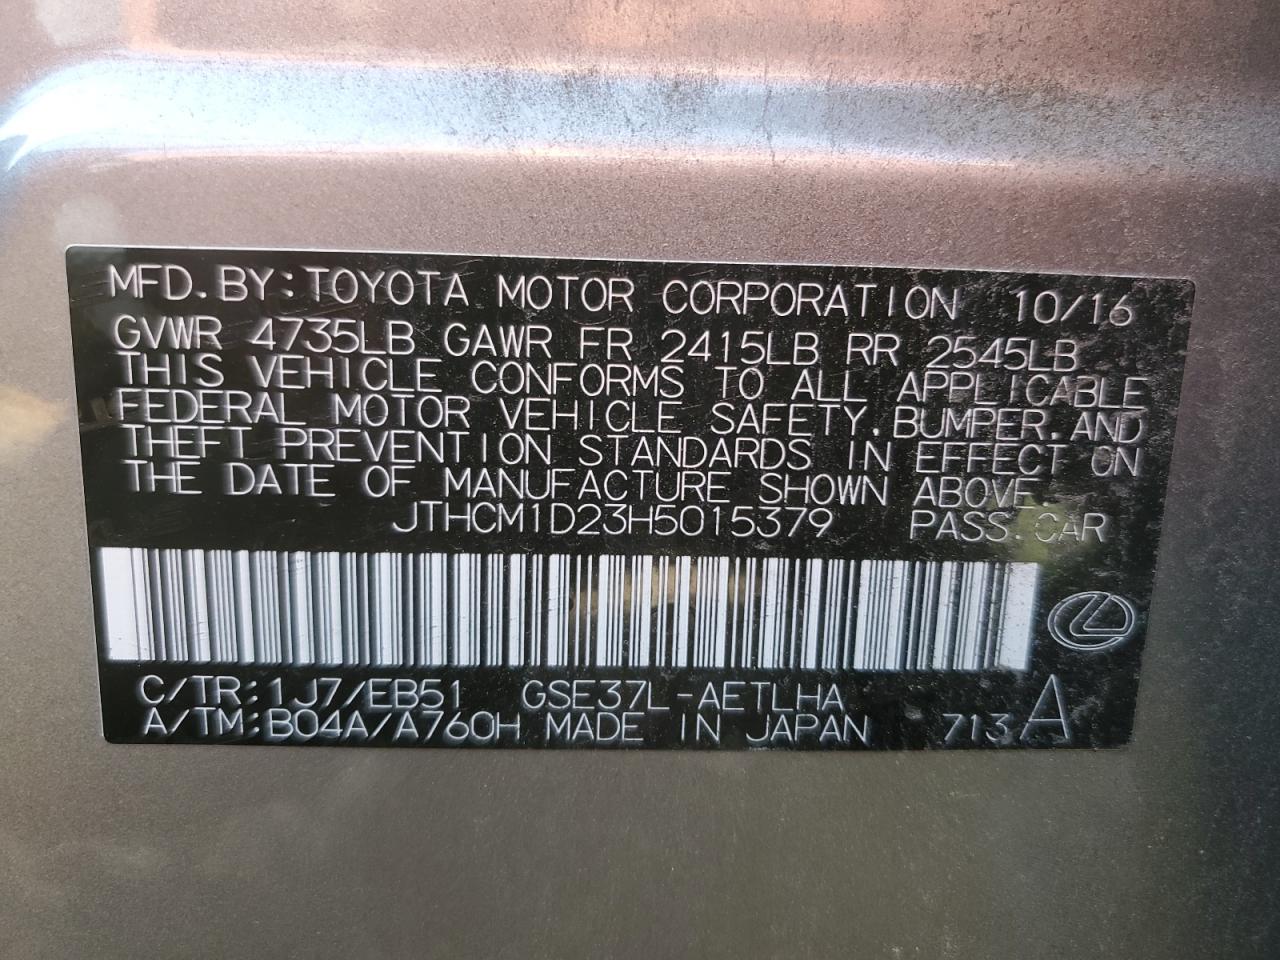 MFD. BY: TOYOTA MOTOR CORPORATION 10/16
GVWR 4735LB GAWR FR 2415LB RR 2545LB
THIS VEHICLE CONFORMS TO ALL APPLICABLE
FEDERAL MOTOR VEHICLE SAFETY, BUMPER, AND
THEFT PREVENTION STANDARDS IN EFFECT ON
THE DATE OF MANUFACTURE SHOWN ABOVE.
JTHCM1D23H5015379 PASS. CAR
C/TR: 1J7/EB51 GSE37L-AETLHA
A/TM: B04A/A760H MADE IN JAPAN 713 A